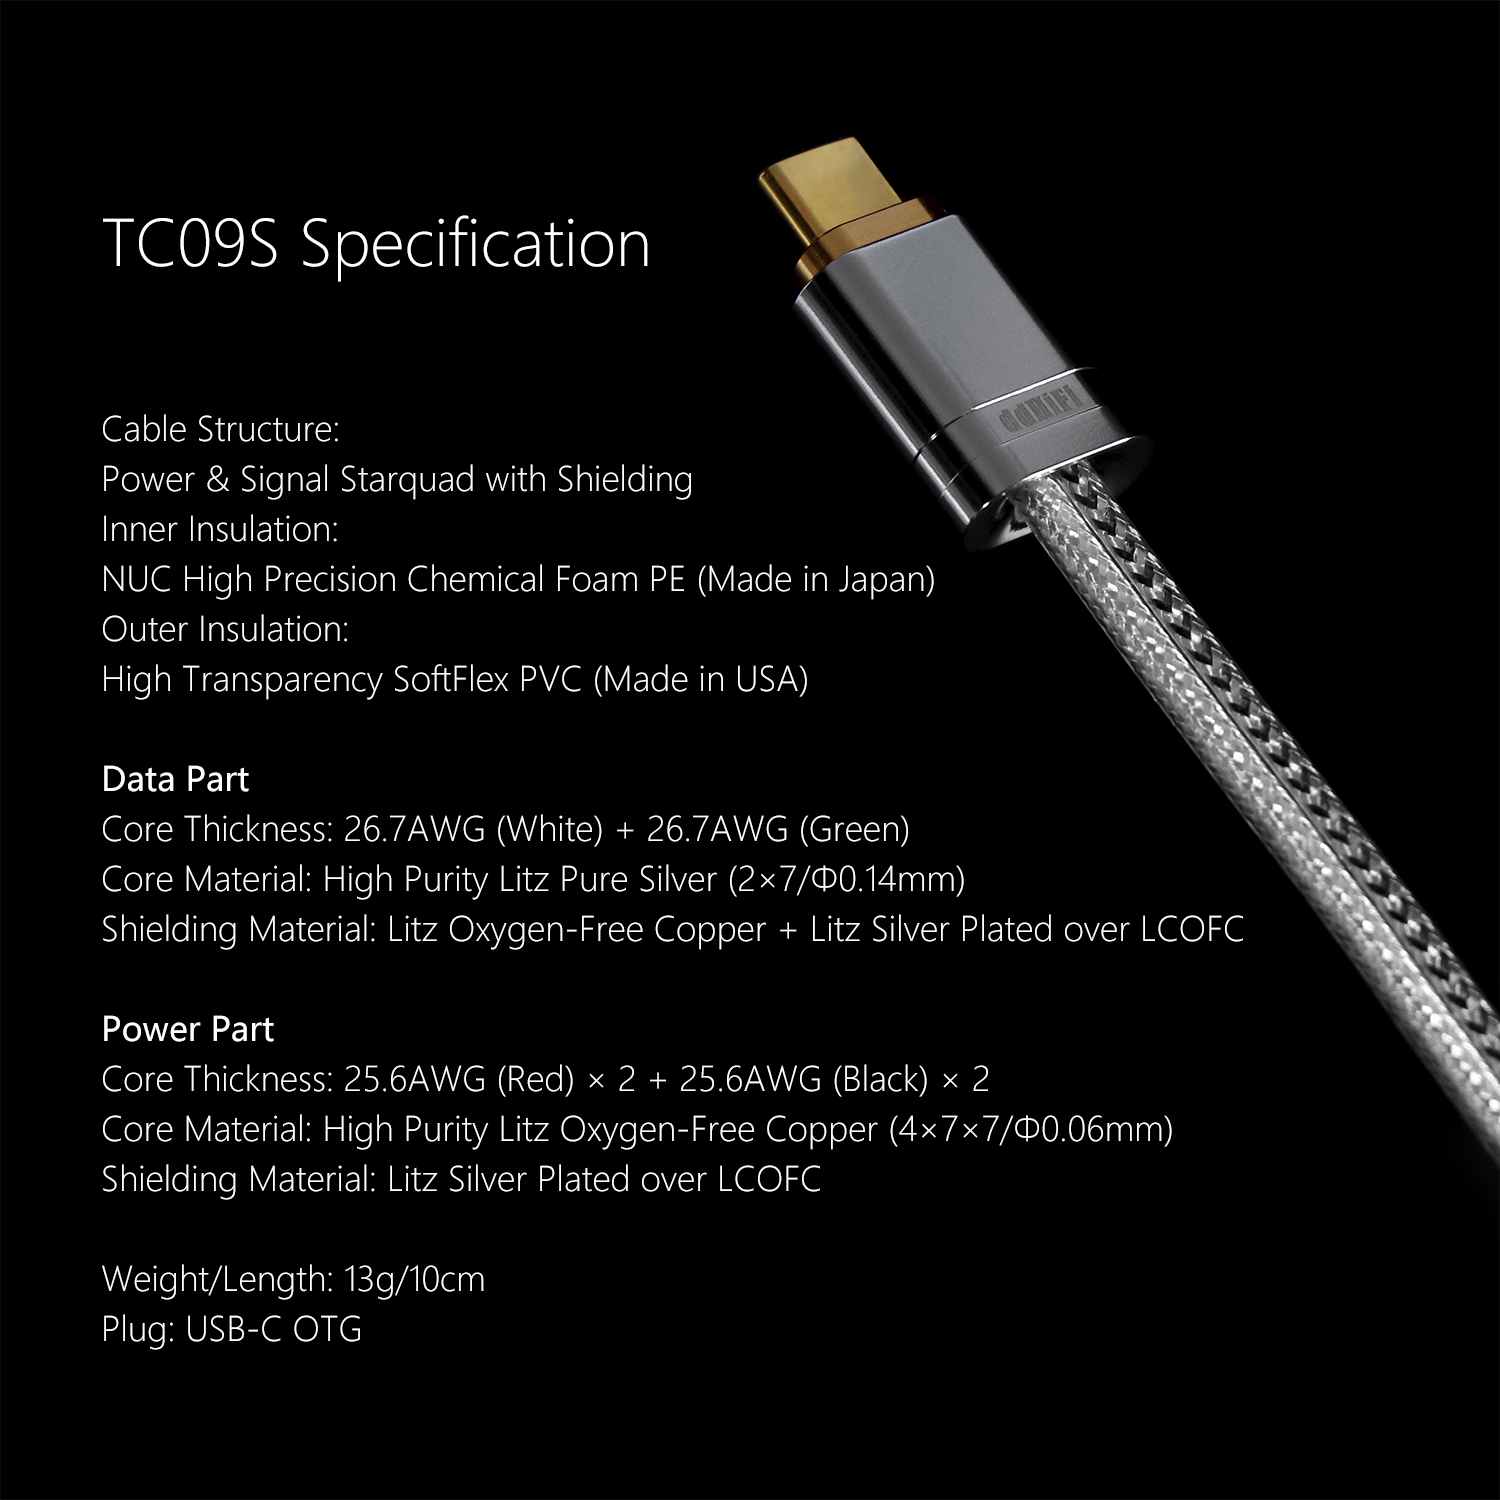 TC09S Specification
ddHiFi
Cable Structure:
Power & Signal Starquad with Shielding
Inner Insulation:
NUC High Precision Chemical Foam PE (Made in Japan)
Outer Insulation:
High Transparency SoftFlex PVC (Made in USA)
Data Part
Core Thickness: 26.7AWG (White) + 26.7AWG (Green)
Core Material: High Purity Litz Pure Silver (2×7/Φ0.14mm)
Shielding Material: Litz Oxygen-Free Copper + Litz Silver Plated over LCOFC
Power Part
Core Thickness: 25.6AWG (Red) × 2 + 25.6AWG (Black) × 2
Core Material: High Purity Litz Oxygen-Free Copper (4×7×7/Φ0.06mm)
Shielding Material: Litz Silver Plated over LCOFC
Weight/Length: 13g/10cm
Plug: USB-C OTG